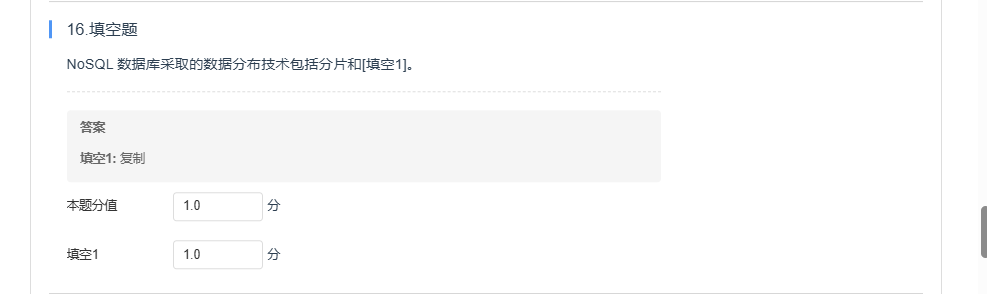 16.填空题
NoSQL 数据库采取的数据分布技术包括分片和[填空1]。
答案
填空1: 复制
本题分值 1.0 分
填空1 1.0 分